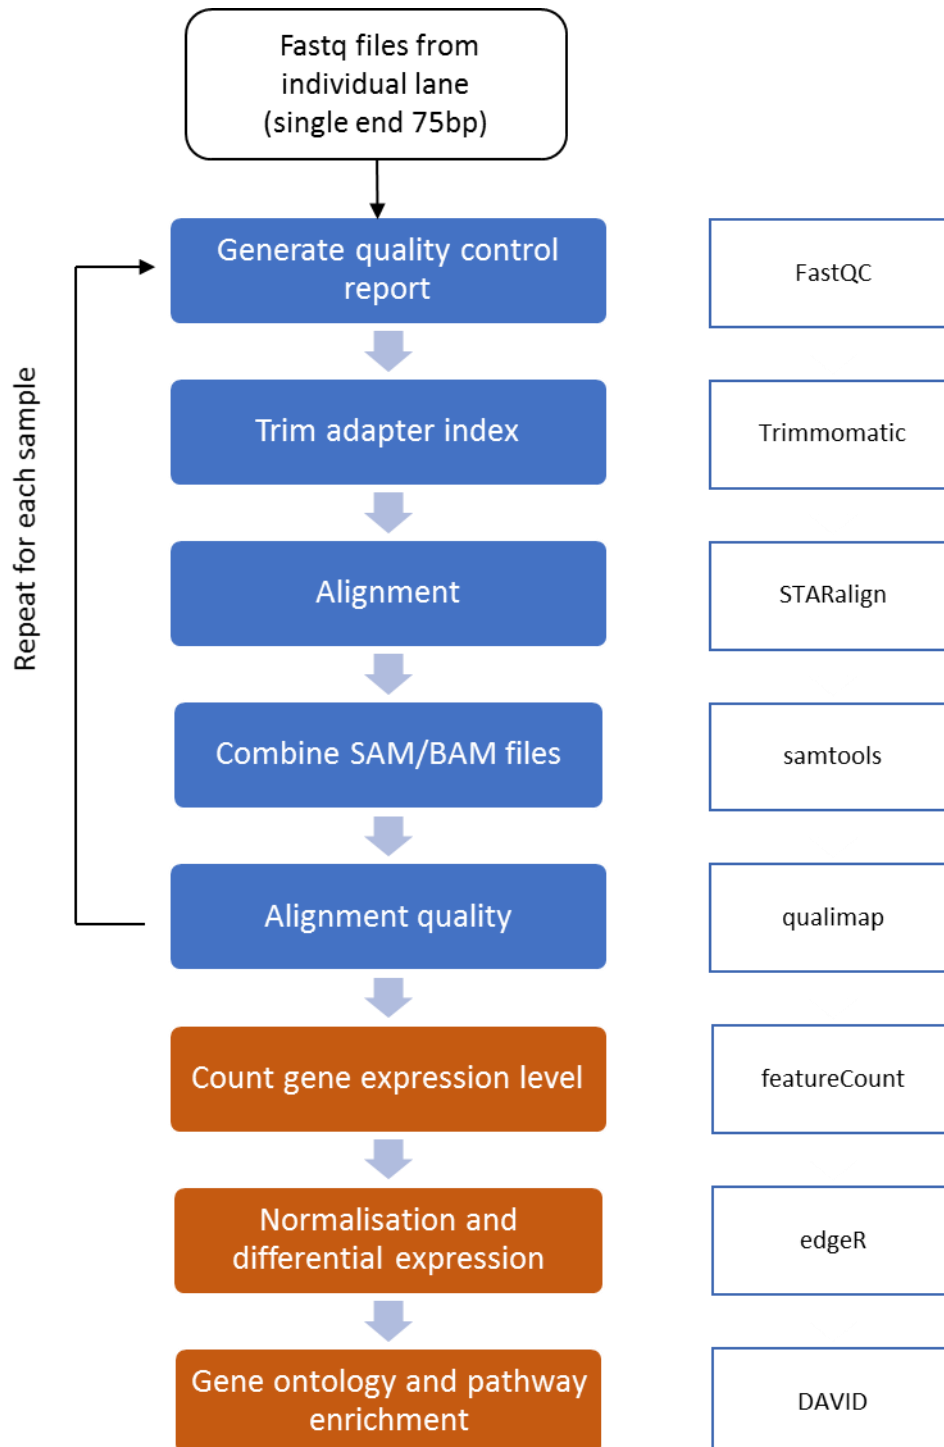 Fastq files from
individual lane
(single end 75bp)
Repeat for each sample
Generate quality control
report
FastQC
Trim adapter index
Trimmomatic
Alignment
STARalign
Combine SAM/BAM files
samtools
Alignment quality
qualimap
Count gene expression level
featureCount
Normalisation and
differential expression
edgeR
Gene ontology and pathway
enrichment
DAVID